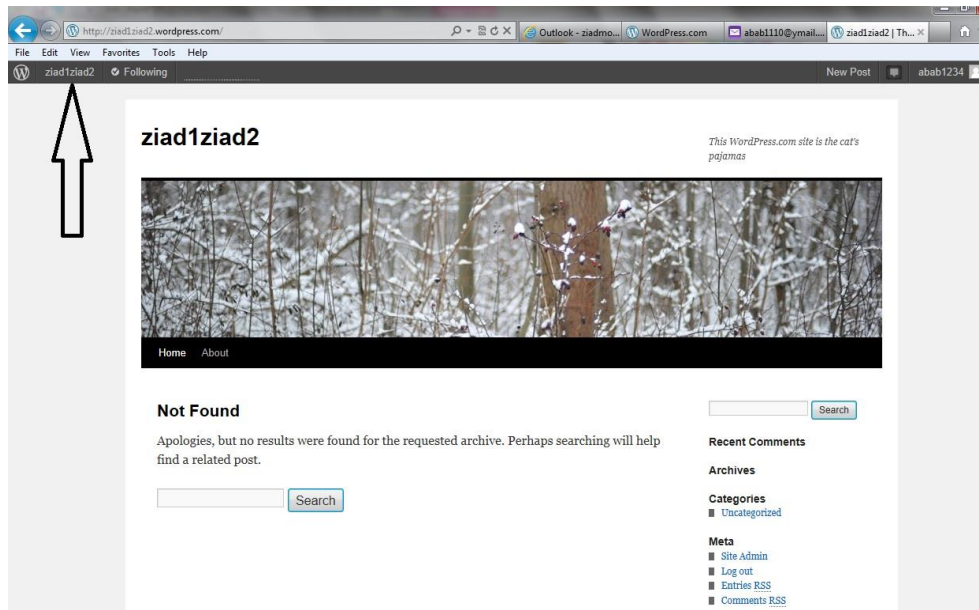 http://ziad1ziad2.wordpress.com/
Outlook - ziadmo...
WordPress.com
abab1110@ymail....
ziad1ziad2 | Th...
File Edit View Favorites Tools Help
ziad1ziad2 Following New Post abab1234
ziad1ziad2
This WordPress.com site is the cat's
pajamas
Home About
Not Found
Apologies, but no results were found for the requested archive. Perhaps searching will help
find a related post.
Search
Search
Recent Comments
Archives
Categories
Uncategorized
Meta
Site Admin
Log out
Entries RSS
Comments RSS